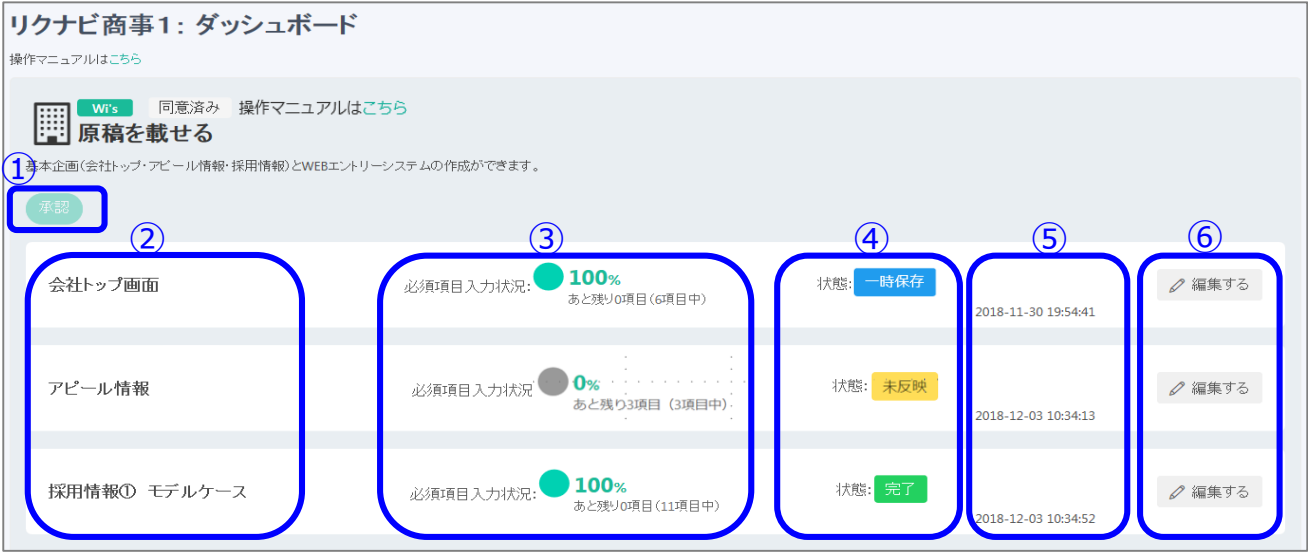 リクナビ商事1: ダッシュボード
操作マニュアルはこちら
Wi's 同意済み 操作マニュアルはこちら
原稿を載せる
①
基本企画(会社トップ・アピール情報・採用情報)とWEBエントリーシステムの作成ができます。
承認
② ③ ④ ⑤ ⑥
会社トップ画面 必須項目入力状況: 100% 状態: 一時保存 編集する
あと残り0項目(6項目中)
2018-11-30 19:54:41
アピール情報 必須項目入力状況 0% 状態: 未反映 編集する
あと残り3項目 (3項目中)
2018-12-03 10:34:13
採用情報① モデルケース 必須項目入力状況: 100% 状態: 完了 編集する
あと残り0項目(11項目中)
2018-12-03 10:34:52